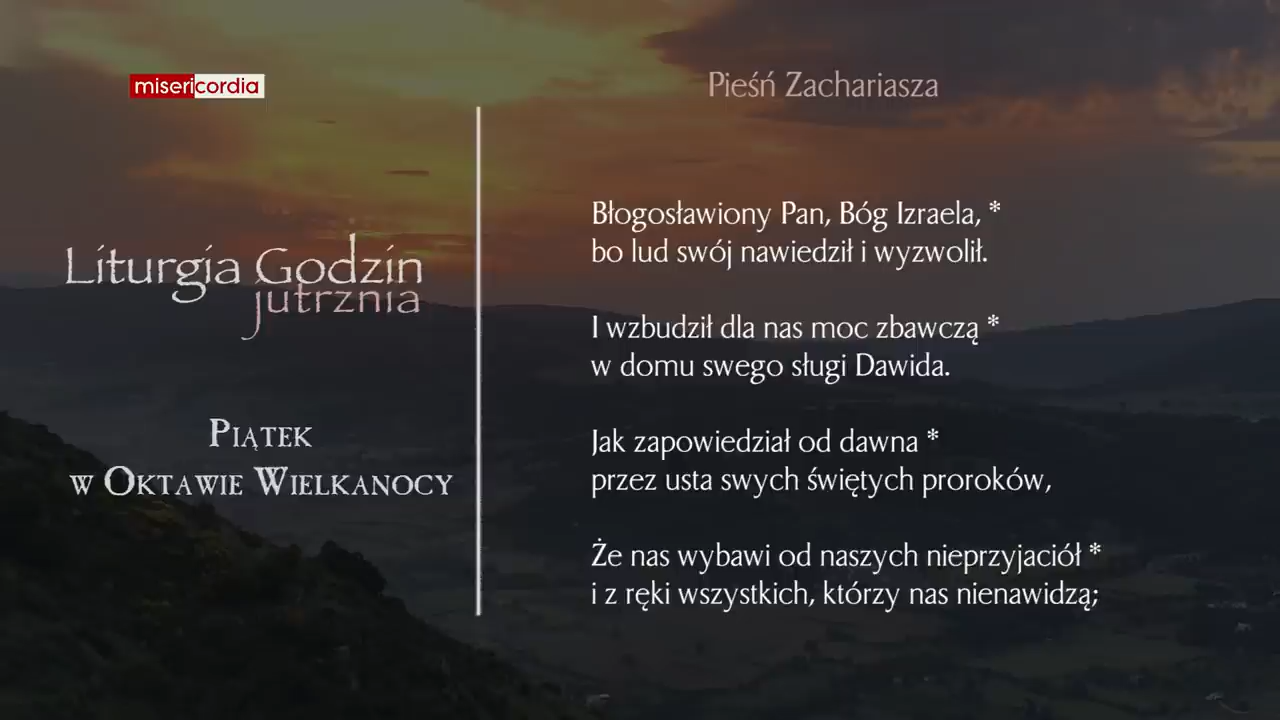 misericordia
Liturgia Godzin
jutrznia
Piątek
w Oktawie Wielkanocy
Pieśń Zachariasza
Błogosławiony Pan, Bóg Izraela, *
bo lud swój nawiedził i wyzwolił.
I wzbudził dla nas moc zbawczą *
w domu swego sługi Dawida.
Jak zapowiedział od dawna *
przez usta swych świętych proroków,
Że nas wybawi od naszych nieprzyjaciół *
i z ręki wszystkich, którzy nas nienawidzą;